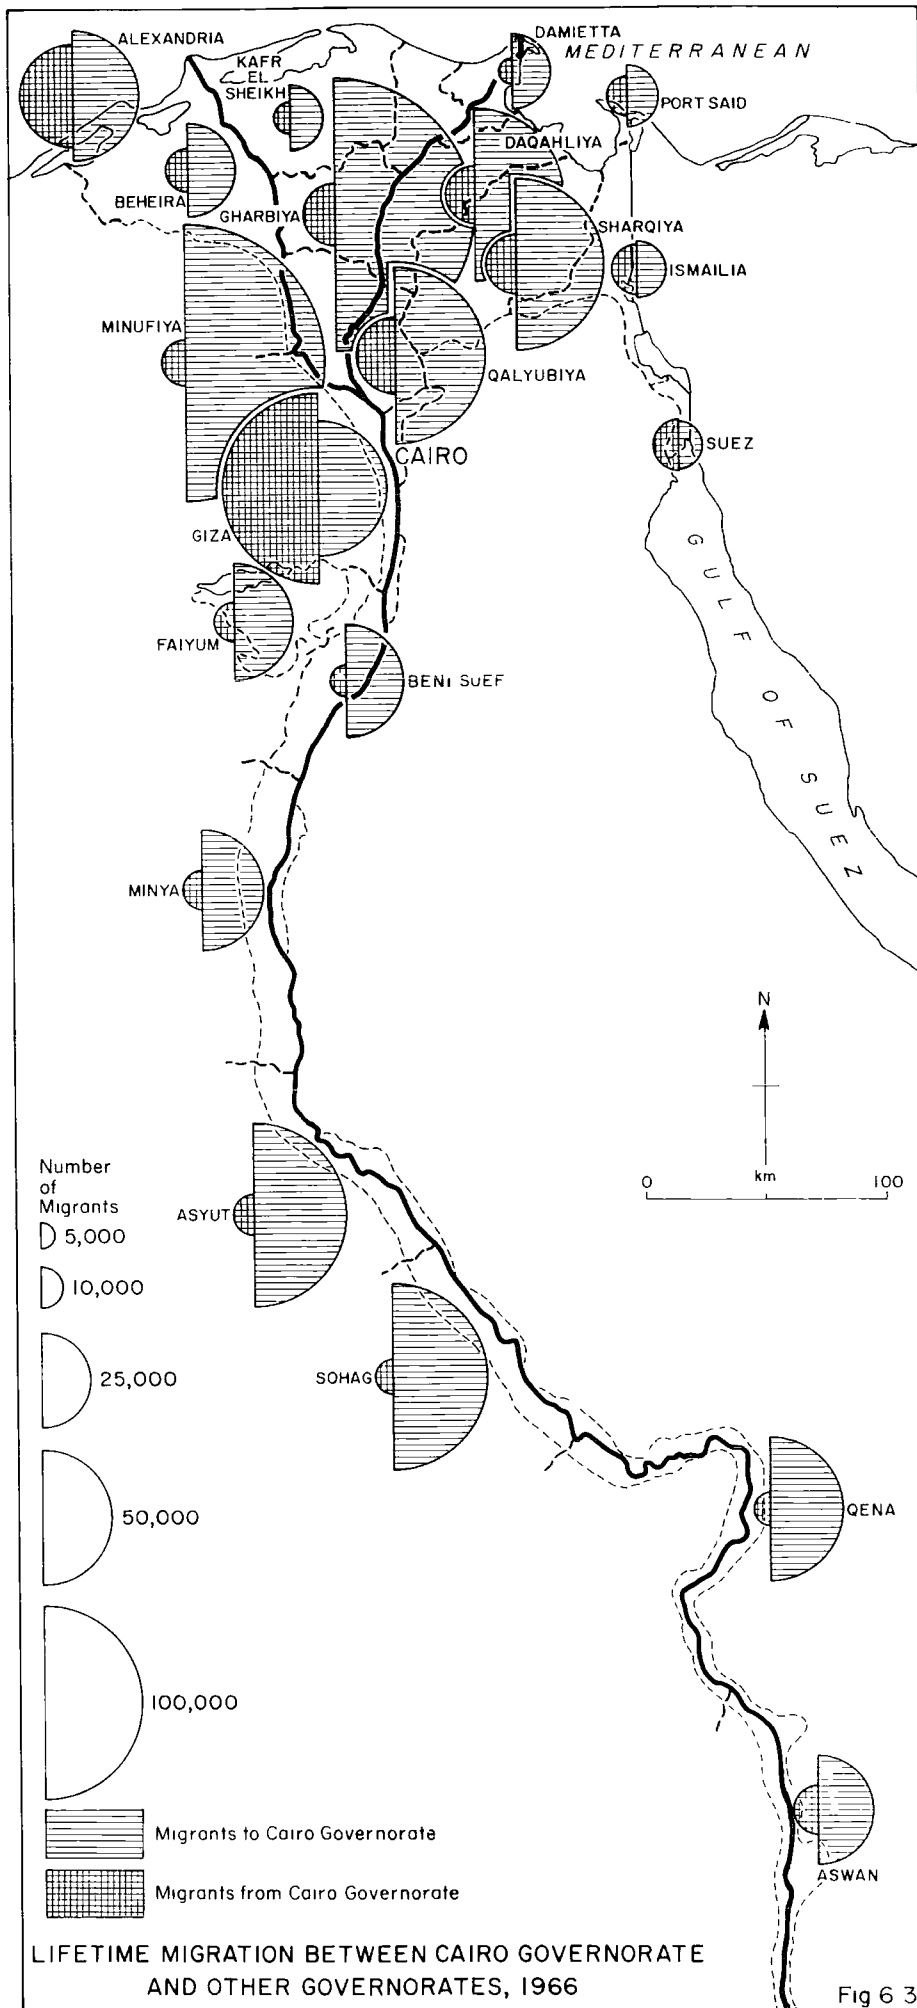 ALEXANDRIA
KAFR
EL
SHEIKH
DAMIETTA
MEDITERRANEAN
PORT SAID
DAQAHLIYA
BEHEIRA
GHARBIYA
SHARQIYA
ISMAILIA
MINUFIYA
QALYUBIYA
SUEZ
CAIRO
GIZA
GULF OF SUEZ
FAIYUM
BENI SUEF
MINYA
N
km
0 100
Number
of
Migrants
5,000
10,000
25,000
50,000
100,000
ASYUT
SOHAG
QENA
ASWAN
Migrants to Cairo Governorate
Migrants from Cairo Governorate
LIFETIME MIGRATION BETWEEN CAIRO GOVERNORATE
AND OTHER GOVERNORATES, 1966
Fig 6 3